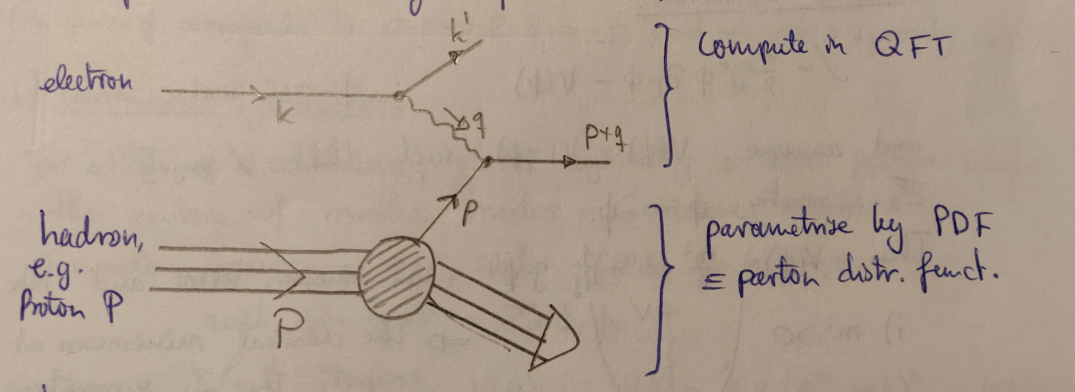 k'
compute in QFT
electron
k
q
p+q
p
hadron,
e.g.
Proton P
P
parametrise by PDF
≡ parton distr. funct.